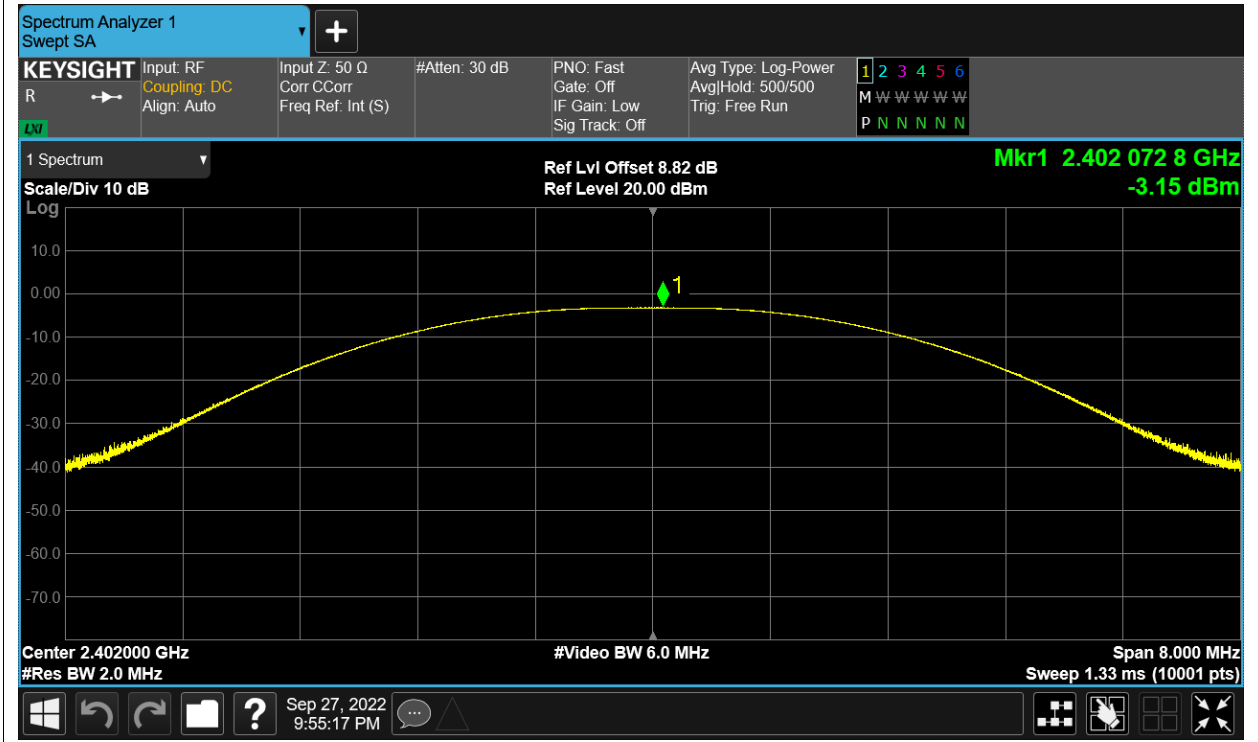 Spectrum Analyzer 1
Swept SA
KEYSIGHT
R
LXI
Input: RF
Coupling: DC
Align: Auto
Input Z: 50 Ω
Corr CCorr
Freq Ref: Int (S)
#Atten: 30 dB
PNO: Fast
Gate: Off
IF Gain: Low
Sig Track: Off
Avg Type: Log-Power
Avg|Hold: 500/500
Trig: Free Run
1 2 3 4 5 6
M W W W W W
P N N N N N
1 Spectrum
Scale/Div 10 dB
Ref Lvl Offset 8.82 dB
Ref Level 20.00 dBm
Mkr1 2.402 072 8 GHz
-3.15 dBm
Log
10.0
0.00
-10.0
-20.0
-30.0
-40.0
-50.0
-60.0
-70.0
1
Center 2.402000 GHz
#Video BW 6.0 MHz
Span 8.000 MHz
#Res BW 2.0 MHz
Sweep 1.33 ms (10001 pts)
?
Sep 27, 2022
9:55:17 PM